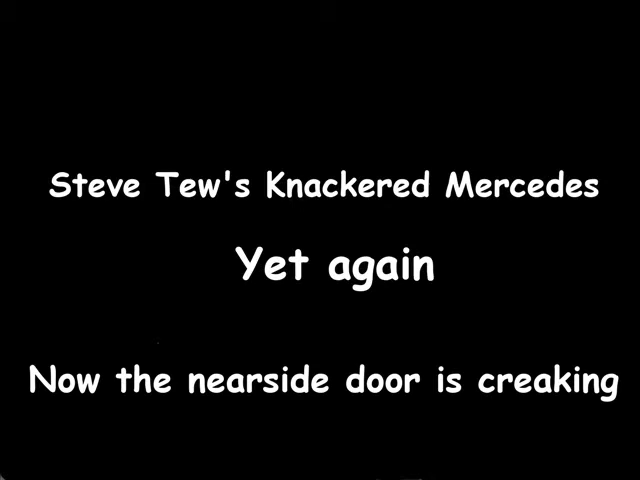 Steve Tew's Knackered Mercedes
Yet again
Now the nearside door is creaking